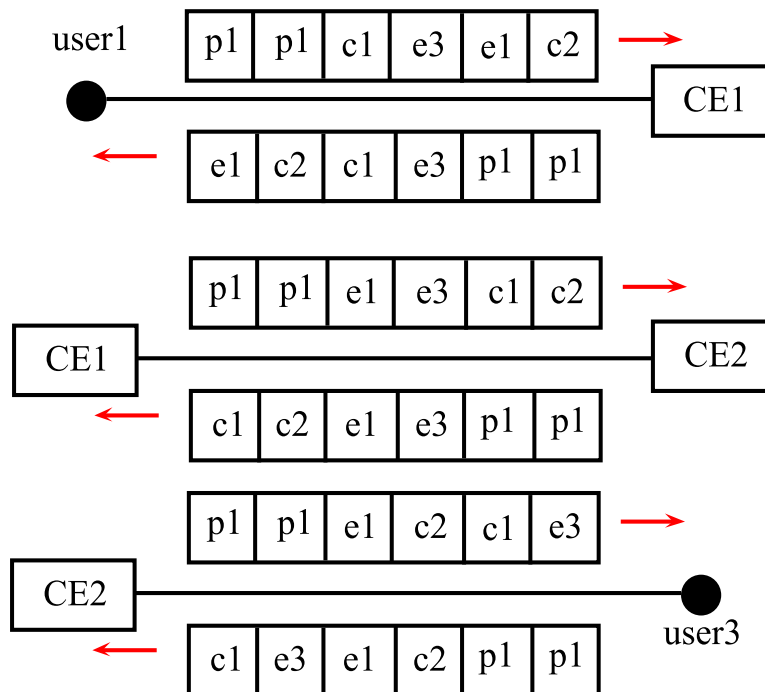 user1
p1 p1 c1 e3 e1 c2
CE1
e1 c2 c1 e3 p1 p1
p1 p1 e1 e3 c1 c2
CE1
CE2
c1 c2 e1 e3 p1 p1
p1 p1 e1 c2 c1 e3
CE2
user3
c1 e3 e1 c2 p1 p1